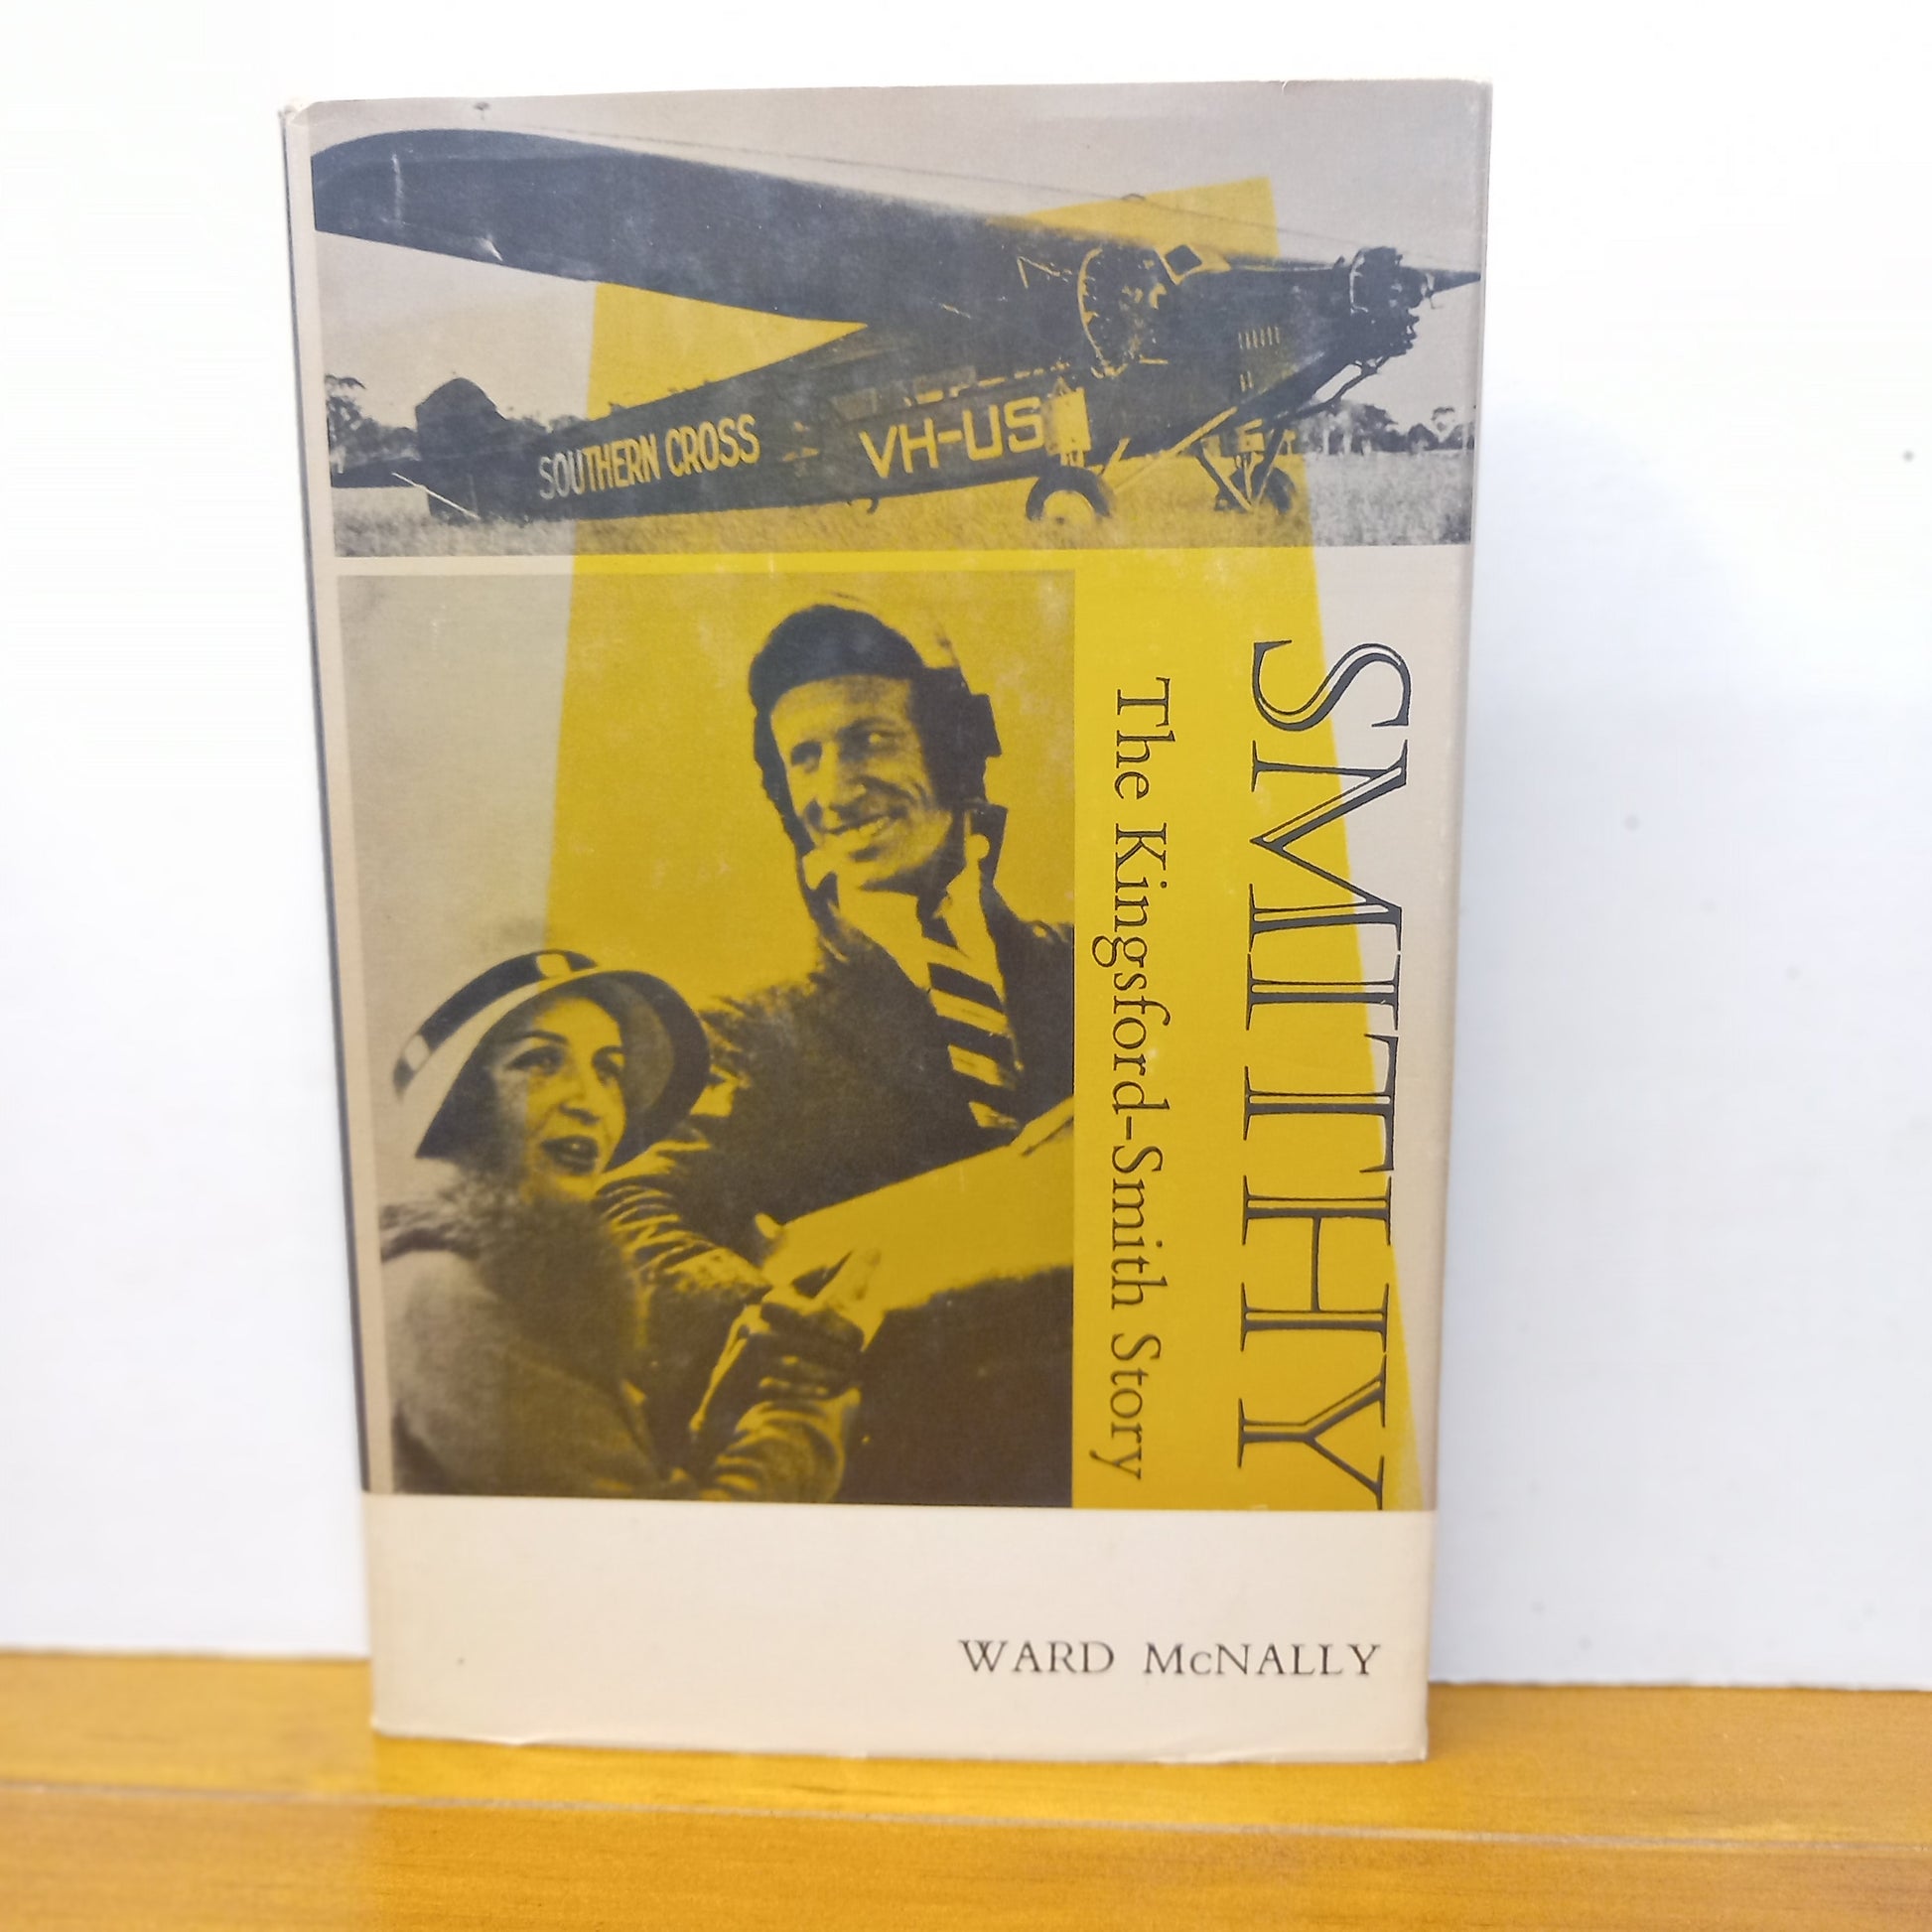 SOUTHERN CROSS
VH-US
SMITHY
The Kingsford-Smith Story
WARD McNALLY